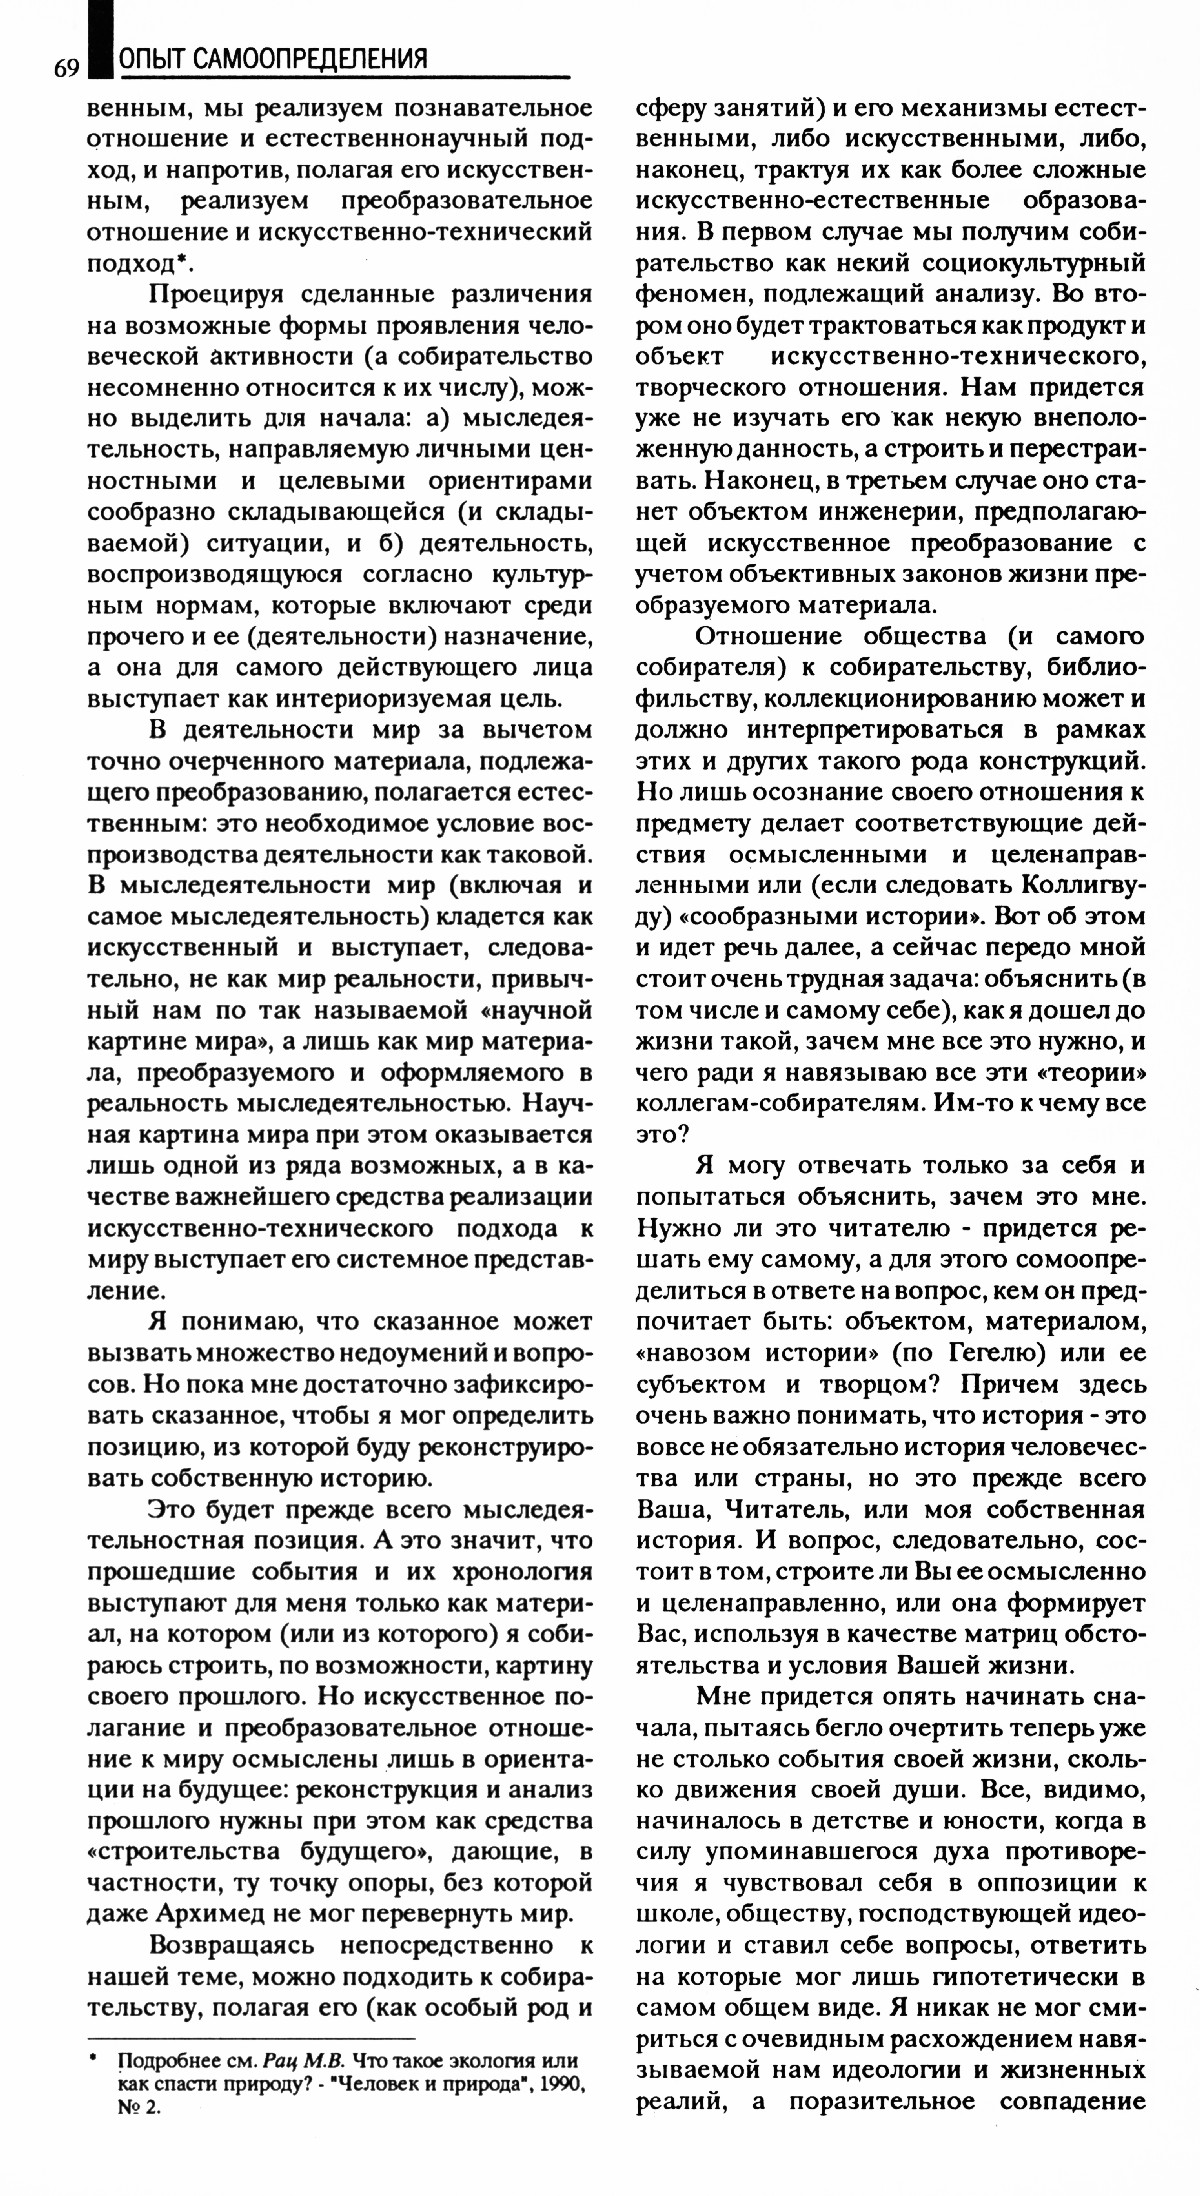 69
ОПЫТ САМООПРЕДЕЛЕНИЯ
венным, мы реализуем познавательное
отношение и естественнонаучный под-
ход, и напротив, полагая его искусствен-
ным, реализуем преобразовательное
отношение и искусственно-технический
подход*.
Проецируя сделанные различения
на возможные формы проявления чело-
веческой активности (а собирательство
несомненно относится к их числу), мож-
но выделить для начала: а) мыследея-
тельность, направляемую личными цен-
ностными и целевыми ориентирами
сообразно складывающейся (и склады-
ваемой) ситуации, и б) деятельность,
воспроизводящуюся согласно культур-
ным нормам, которые включают среди
прочего и ее (деятельности) назначение,
а она для самого действующего лица
выступает как интериоризуемая цель.
В деятельности мир за вычетом
точно очерченного материала, подлежа-
щего преобразованию, полагается естес-
твенным: это необходимое условие вос-
производства деятельности как таковой.
В мыследеятельности мир (включая и
самое мыследеятельность) кладется как
искусственный и выступает, следова-
тельно, не как мир реальности, привыч-
ный нам по так называемой «научной
картине мира», а лишь как мир материа-
ла, преобразуемого и оформляемого в
реальность мыследеятельностью. Науч-
ная картина мира при этом оказывается
лишь одной из ряда возможных, а в ка-
честве важнейшего средства реализации
искусственно-технического подхода к
миру выступает его системное представ-
ление.
Я понимаю, что сказанное может
вызвать множество недоумений и вопро-
сов. Но пока мне достаточно зафиксиро-
вать сказанное, чтобы я мог определить
позицию, из которой буду реконструиро-
вать собственную историю.
Это будет прежде всего мыследея-
тельностная позиция. А это значит, что
прошедшие события и их хронология
выступают для меня только как матери-
ал, на котором (или из которого) я соби-
раюсь строить, по возможности, картину
своего прошлого. Но искусственное по-
лагание и преобразовательное отноше-
ние к миру осмыслены лишь в ориента-
ции на будущее: реконструкция и анализ
прошлого нужны при этом как средства
«строительства будущего», дающие, в
частности, ту точку опоры, без которой
даже Архимед не мог перевернуть мир.
Возвращаясь непосредственно к
нашей теме, можно подходить к собира-
тельству, полагая его (как особый род и
* Подробнее см. Рац М.В. Что такое экология или
как спасти природу? - "Человек и природа", 1990,
№ 2.
сферу занятий) и его механизмы естест-
венными, либо искусственными, либо,
наконец, трактуя их как более сложные
искусственно-естественные образова-
ния. В первом случае мы получим соби-
рательство как некий социокультурный
феномен, подлежащий анализу. Во вто-
ром оно будет трактоваться как продукт и
объект искусственно-технического,
творческого отношения. Нам придется
уже не изучать его как некую внеполо-
женную данность, а строить и перестраи-
вать. Наконец, в третьем случае оно ста-
нет объектом инженерии, предполагаю-
щей искусственное преобразование с
учетом объективных законов жизни пре-
образуемого материала.
Отношение общества (и самого
собирателя) к собирательству, библио-
фильству, коллекционированию может и
должно интерпретироваться в рамках
этих и других такого рода конструкций.
Но лишь осознание своего отношения к
предмету делает соответствующие дей-
ствия осмысленными и целенаправ-
ленными или (если следовать Коллигву-
ду) «сообразными истории». Вот об этом
и идет речь далее, а сейчас передо мной
стоит очень трудная задача: объяснить (в
том числе и самому себе), как я дошел до
жизни такой, зачем мне все это нужно, и
чего ради я навязываю все эти «теории»
коллегам-собирателям. Им-то к чему все
это?
Я могу отвечать только за себя и
попытаться объяснить, зачем это мне.
Нужно ли это читателю - придется ре-
шать ему самому, а для этого сомоопре-
делиться в ответе на вопрос, кем он пред-
почитает быть: объектом, материалом,
«навозом истории» (по Гегелю) или ее
субъектом и творцом? Причем здесь
очень важно понимать, что история - это
вовсе не обязательно история человечес-
тва или страны, но это прежде всего
Ваша, Читатель, или моя собственная
история. И вопрос, следовательно, сос-
тоит в том, строите ли Вы ее осмысленно
и целенаправленно, или она формирует
Вас, используя в качестве матриц обсто-
ятельства и условия Вашей жизни.
Мне придется опять начинать сна-
чала, пытаясь бегло очертить теперь уже
не столько события своей жизни, сколь-
ко движения своей души. Все, видимо,
начиналось в детстве и юности, когда в
силу упоминавшегося духа противоре-
чия я чувствовал себя в оппозиции к
школе, обществу, господствующей идео-
логии и ставил себе вопросы, ответить
на которые мог лишь гипотетически в
самом общем виде. Я никак не мог сми-
риться с очевидным расхождением навя-
зываемой нам идеологии и жизненных
реалий, а поразительное совпадение